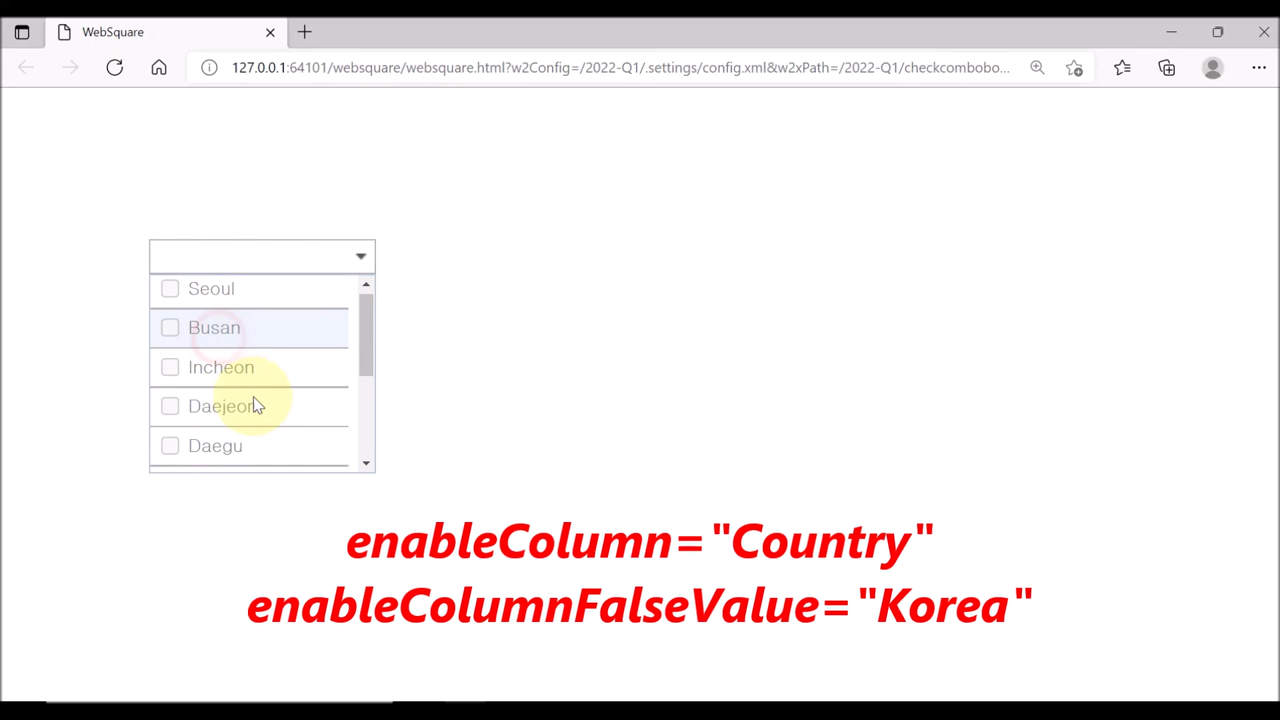 WebSquare
127.0.0.1:64101/websquare/websquare.html?w2Config=/2022-Q1/.settings/config.xml&w2xPath=/2022-Q1/checkcombobo...
Seoul
Busan
Incheon
Daejeon
Daegu
enableColumn="Country"
enableColumnFalseValue="Korea"